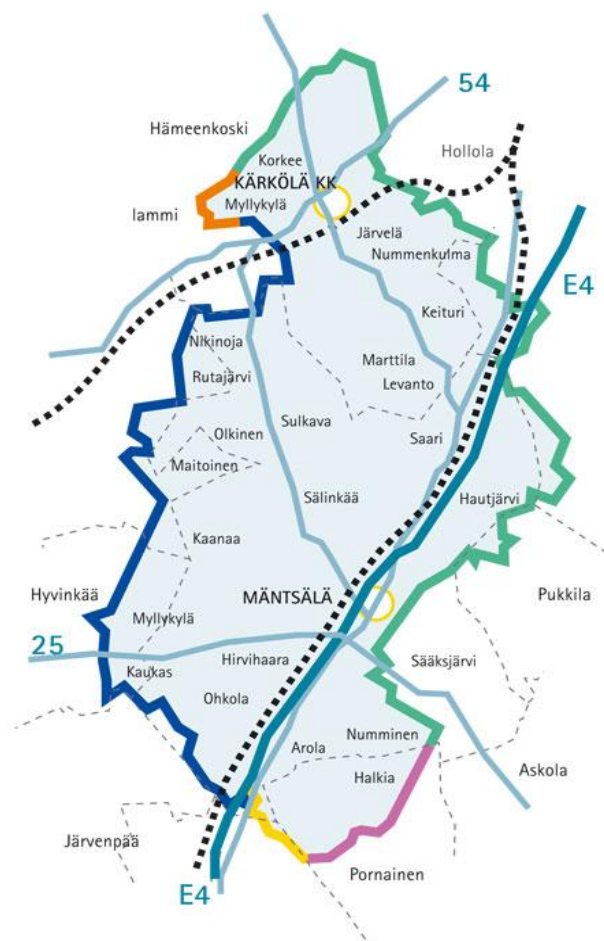 54
Hämeenkoski
Hollola
Korkee
KÄRKÖLÄ KK
Myllykylä
lammi
Järvelä
Nummenkulma
E4
Keituri
Nikinoja
Marttila
Rutajärvi
Levanto
Sulkava
Olkinen
Saari
Maitoinen
Sälinkää
Hautjärvi
Kaanaa
Hyvinkää
MÄNTSÄLÄ
Pukkila
Myllykylä
25
Hirvihaara
Sääksjärvi
Kaukas
Ohkola
Numminen
Arola
Halkia
Askola
Järvenpää
Pornainen
E4